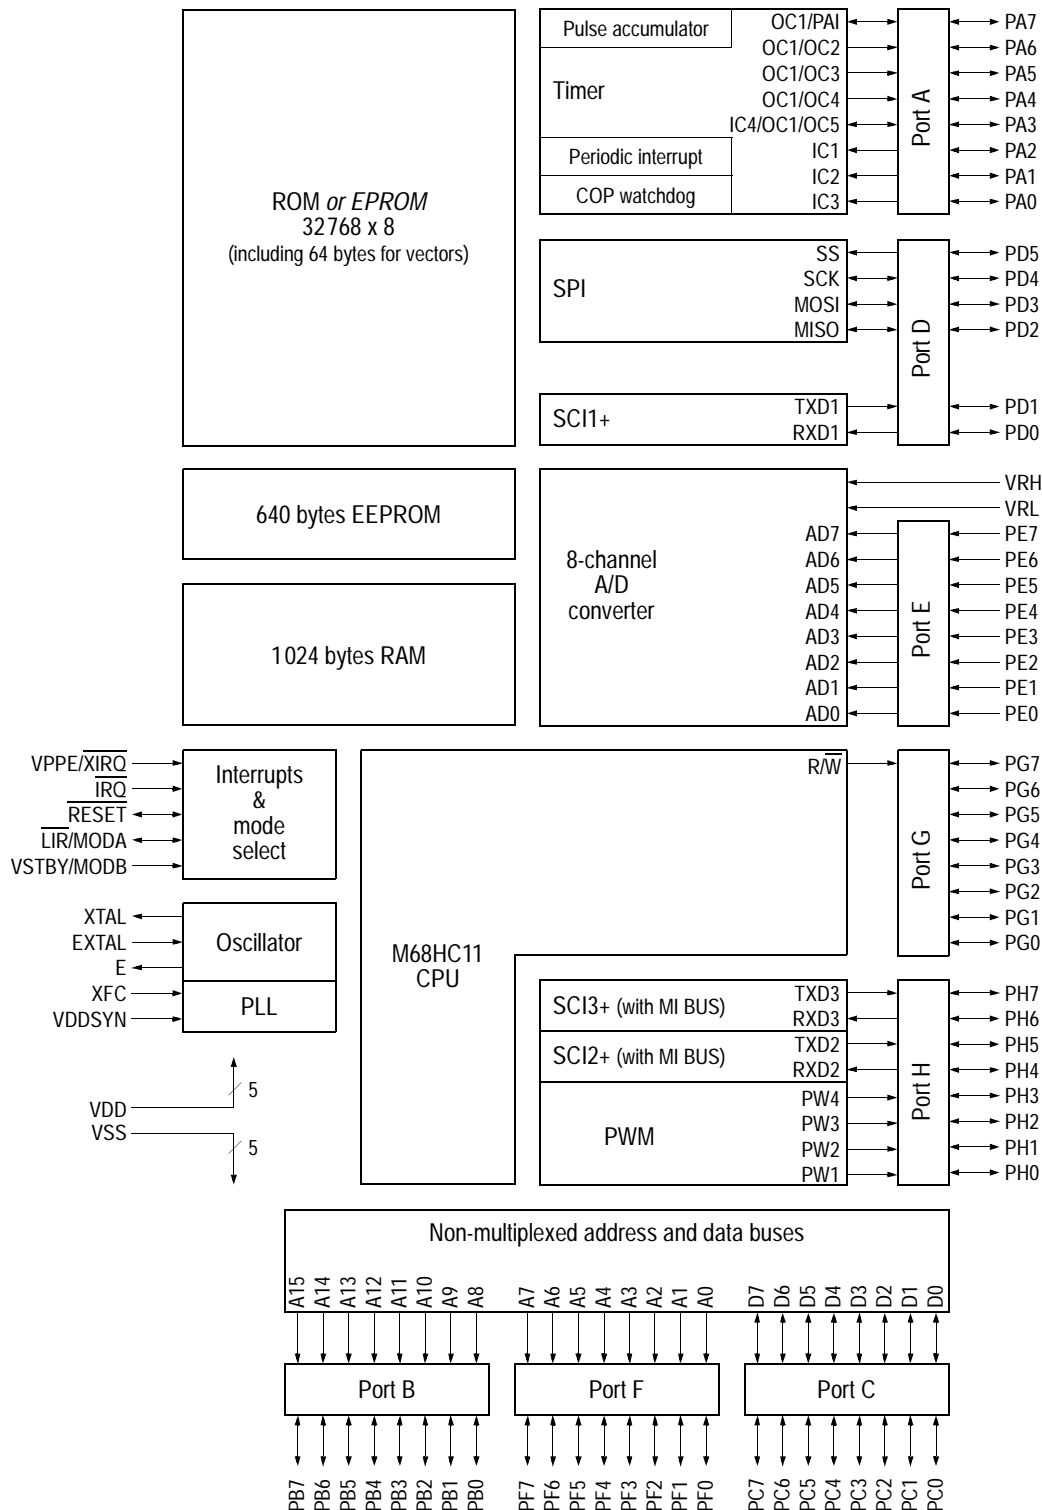 Pulse accumulator
Timer
Periodic interrupt
COP watchdog
OC1/PAI
OC1/OC2
OC1/OC3
OC1/OC4
IC4/OC1/OC5
IC1
IC2
IC3
Port A
PA7
PA6
PA5
PA4
PA3
PA2
PA1
PA0
ROM or EPROM
32768 x 8
(including 64 bytes for vectors)
SPI
SS
SCK
MOSI
MISO
SCI1+
TXD1
RXD1
Port D
PD5
PD4
PD3
PD2
PD1
PD0
640 bytes EEPROM
1024 bytes RAM
8-channel
A/D
converter
AD7
AD6
AD5
AD4
AD3
AD2
AD1
AD0
Port E
VRH
VRL
PE7
PE6
PE5
PE4
PE3
PE2
PE1
PE0
VPPE/XIRQ
IRQ
RESET
LIR/MODA
VSTBY/MODB
Interrupts
&
mode
select
XTAL
EXTAL
E
XFC
VDDSYN
Oscillator
PLL
VDD
VSS
5
5
M68HC11
CPU
R/W
Port G
PG7
PG6
PG5
PG4
PG3
PG2
PG1
PG0
SCI3+ (with MI BUS)
TXD3
RXD3
SCI2+ (with MI BUS)
TXD2
RXD2
PWM
PW4
PW3
PW2
PW1
Port H
PH7
PH6
PH5
PH4
PH3
PH2
PH1
PH0
Non-multiplexed address and data buses
A15
A14
A13
A12
A11
A10
A9
A8
A7
A6
A5
A4
A3
A2
A1
A0
D7
D6
D5
D4
D3
D2
D1
D0
Port B
Port F
Port C
PB7
PB6
PB5
PB4
PB3
PB2
PB1
PB0
PF7
PF6
PF5
PF4
PF3
PF2
PF1
PF0
PC7
PC6
PC5
PC4
PC3
PC2
PC1
PC0